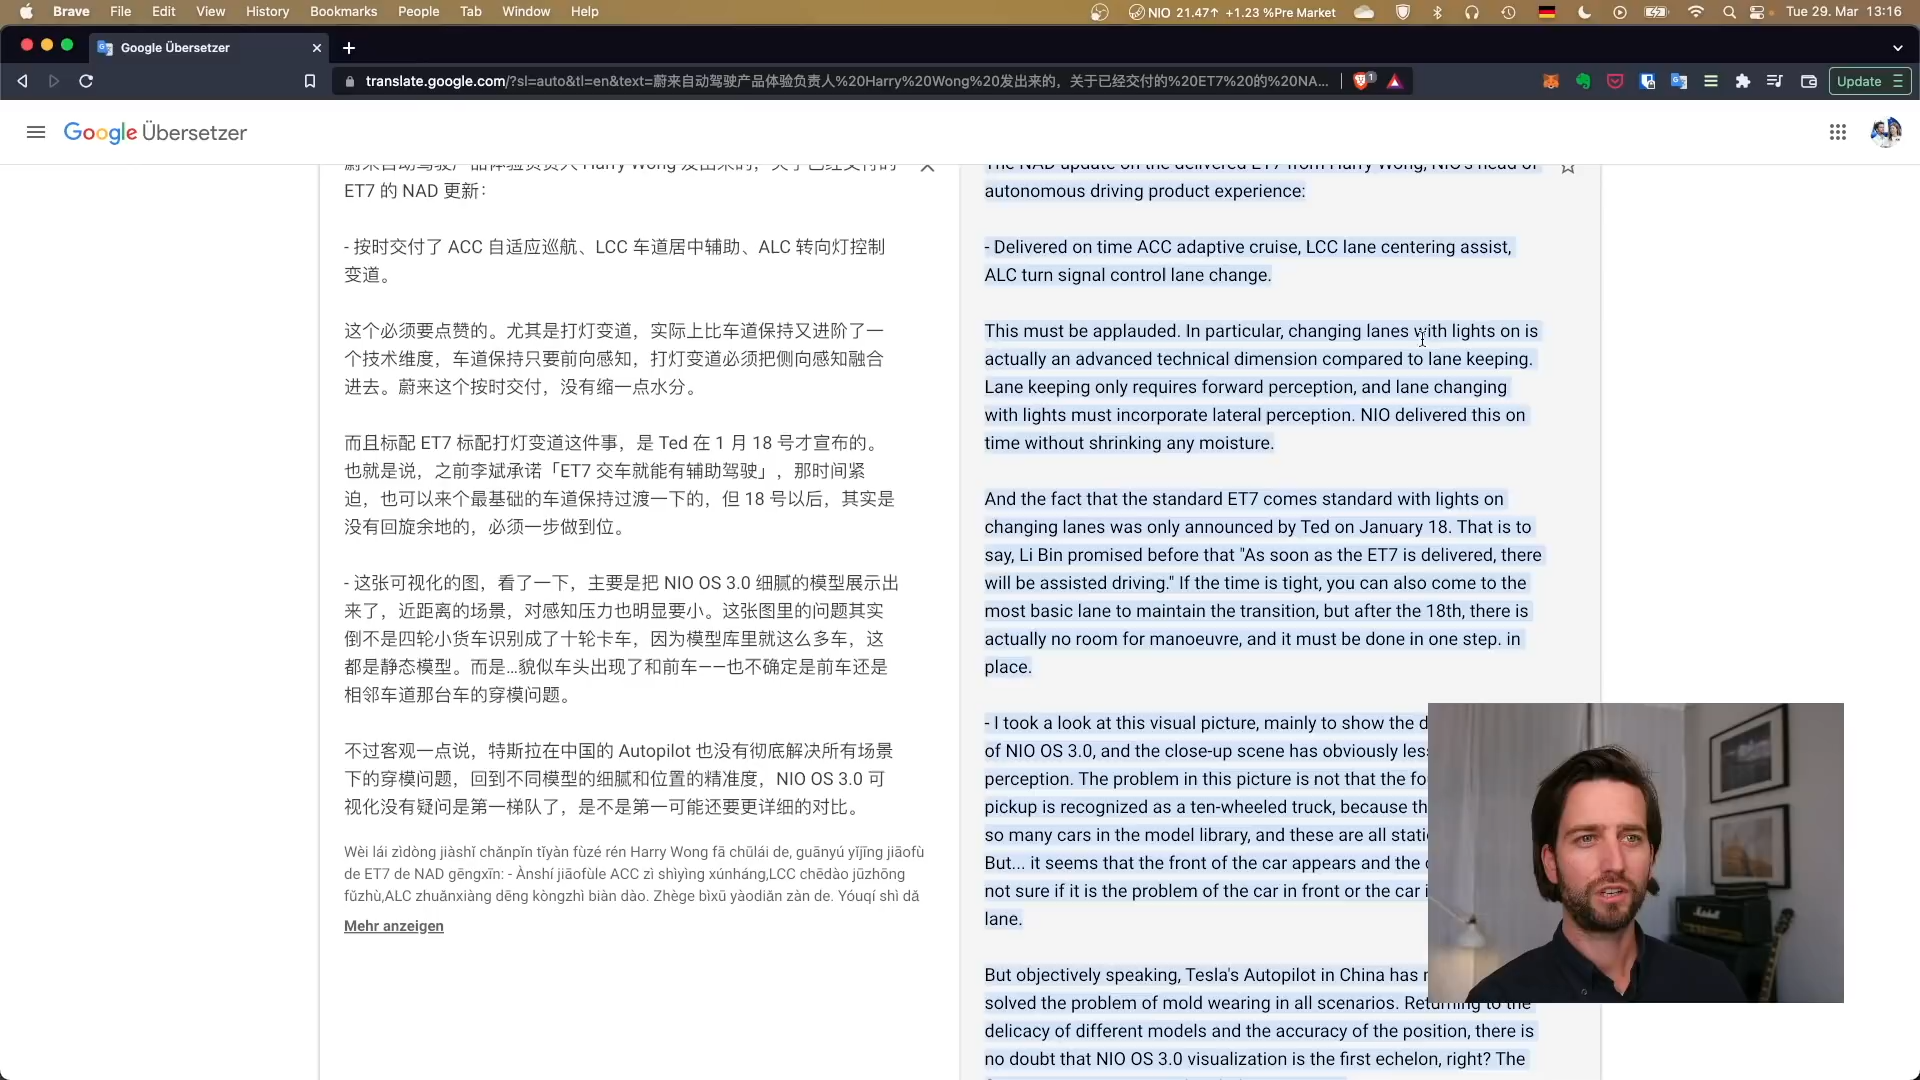 Brave File Edit View History Bookmarks People Tab Window Help NIO 21.47↑ +1.23 %Pre Market Tue 29. Mar 13:16
Google Übersetzer
translate.google.com/?sl=auto&tl=en&text=蔚来自动驾驶产品体验负责人%20Harry%20Wong%20发出来的，关于已经交付的%20ET7%20的%20NA... 1 Update
Google Übersetzer
蔚来自动驾驶产品体验负责人 Harry Wong 发出来的，关于已经交付的
ET7 的 NAD 更新：
- 按时交付了 ACC 自适应巡航、LCC 车道居中辅助、ALC 转向灯控制
变道。
这个必须要点赞的。尤其是打灯变道，实际上比车道保持又进阶了一
个技术维度，车道保持只要前向感知，打灯变道必须把侧向感知融合
进去。蔚来这个按时交付，没有缩一点水分。
而且标配 ET7 标配打灯变道这件事，是 Ted 在 1 月 18 号才宣布的。
也就是说，之前李斌承诺「ET7 交车就能有辅助驾驶」，那时间紧
迫，也可以来个最基础的车道保持过渡一下的，但 18 号以后，其实是
没有回旋余地的，必须一步做到位。
- 这张可视化的图，看了一下，主要是把 NIO OS 3.0 细腻的模型展示出
来了，近距离的场景，对感知压力也明显要小。这张图里的问题其实
倒不是四轮小货车识别成了十轮卡车，因为模型库里就这么多车，这
都是静态模型。而是...貌似车头出现了和前车——也不确定是前车还是
相邻车道那台车的穿模问题。
不过客观一点说，特斯拉在中国的 Autopilot 也没有彻底解决所有场景
下的穿模问题，回到不同模型的细腻和位置的精准度，NIO OS 3.0 可
视化没有疑问是第一梯队了，是不是第一可能还要更详细的对比。
Wèi lái zìdòng jiàshǐ chǎnpǐn tǐyàn fùzé rén Harry Wong fā chūlái de, guānyú yǐjīng jiāofù
de ET7 de NAD gēngxīn: - Ànshí jiāofùle ACC zì shìyìng xúnháng,LCC chēdào jūzhōng
fǔzhù,ALC zhuǎnxiàng dēng kòngzhì biàn dào. Zhège bìxū yàodiǎn zàn de. Yóuqí shì dǎ
Mehr anzeigen
The NAD update on the delivered ET7 from Harry Wong, NIO's head of
autonomous driving product experience:
- Delivered on time ACC adaptive cruise, LCC lane centering assist,
ALC turn signal control lane change.
This must be applauded. In particular, changing lanes with lights on is
actually an advanced technical dimension compared to lane keeping.
Lane keeping only requires forward perception, and lane changing
with lights must incorporate lateral perception. NIO delivered this on
time without shrinking any moisture.
And the fact that the standard ET7 comes standard with lights on
changing lanes was only announced by Ted on January 18. That is to
say, Li Bin promised before that "As soon as the ET7 is delivered, there
will be assisted driving." If the time is tight, you can also come to the
most basic lane to maintain the transition, but after the 18th, there is
actually no room for manoeuvre, and it must be done in one step. in
place.
- I took a look at this visual picture, mainly to show the d
of NIO OS 3.0, and the close-up scene has obviously les
perception. The problem in this picture is not that the fo
pickup is recognized as a ten-wheeled truck, because th
so many cars in the model library, and these are all stati
But... it seems that the front of the car appears and the
not sure if it is the problem of the car in front or the car i
lane.
But objectively speaking, Tesla's Autopilot in China has
solved the problem of mold wearing in all scenarios. Returning to the
delicacy of different models and the accuracy of the position, there is
no doubt that NIO OS 3.0 visualization is the first echelon, right? The
Marshall